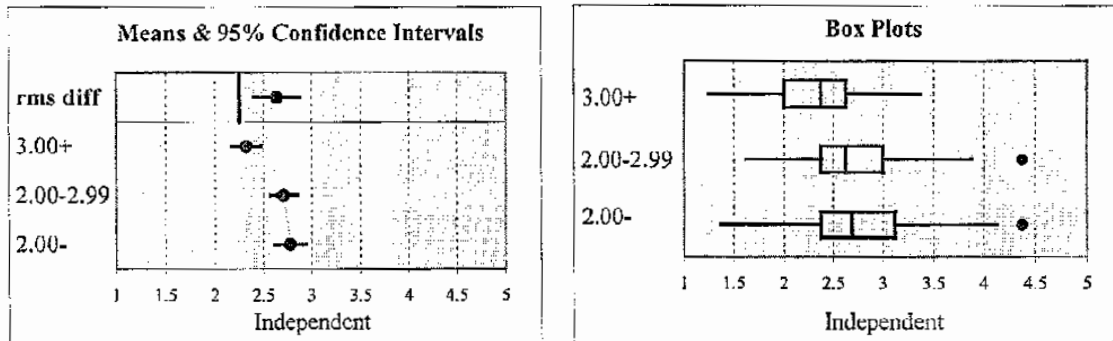 Means & 95% Confidence Intervals
rms diff
3.00+
2.00-2.99
2.00-
1 1.5 2 2.5 3 3.5 4 4.5 5
Independent
Box Plots
3.00+
2.00-2.99
2.00-
1 1.5 2 2.5 3 3.5 4 4.5 5
Independent